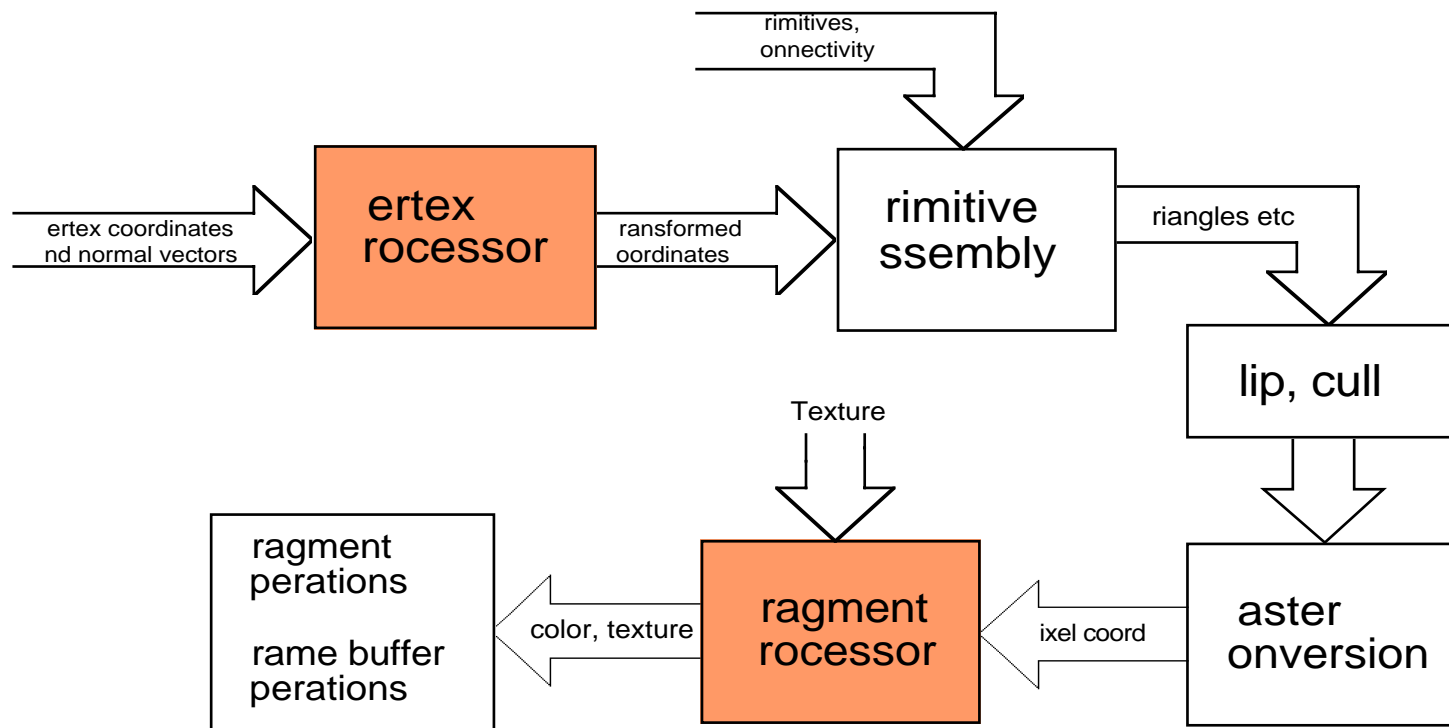 rimitives,
onnectivity
ertex coordinates
nd normal vectors
ertex
rocessor
ransformed
oordinates
rimitive
ssembly
riangles etc
lip, cull
Texture
aster
onversion
ixel coord
ragment
rocessor
color, texture
ragment
perations
rame buffer
perations